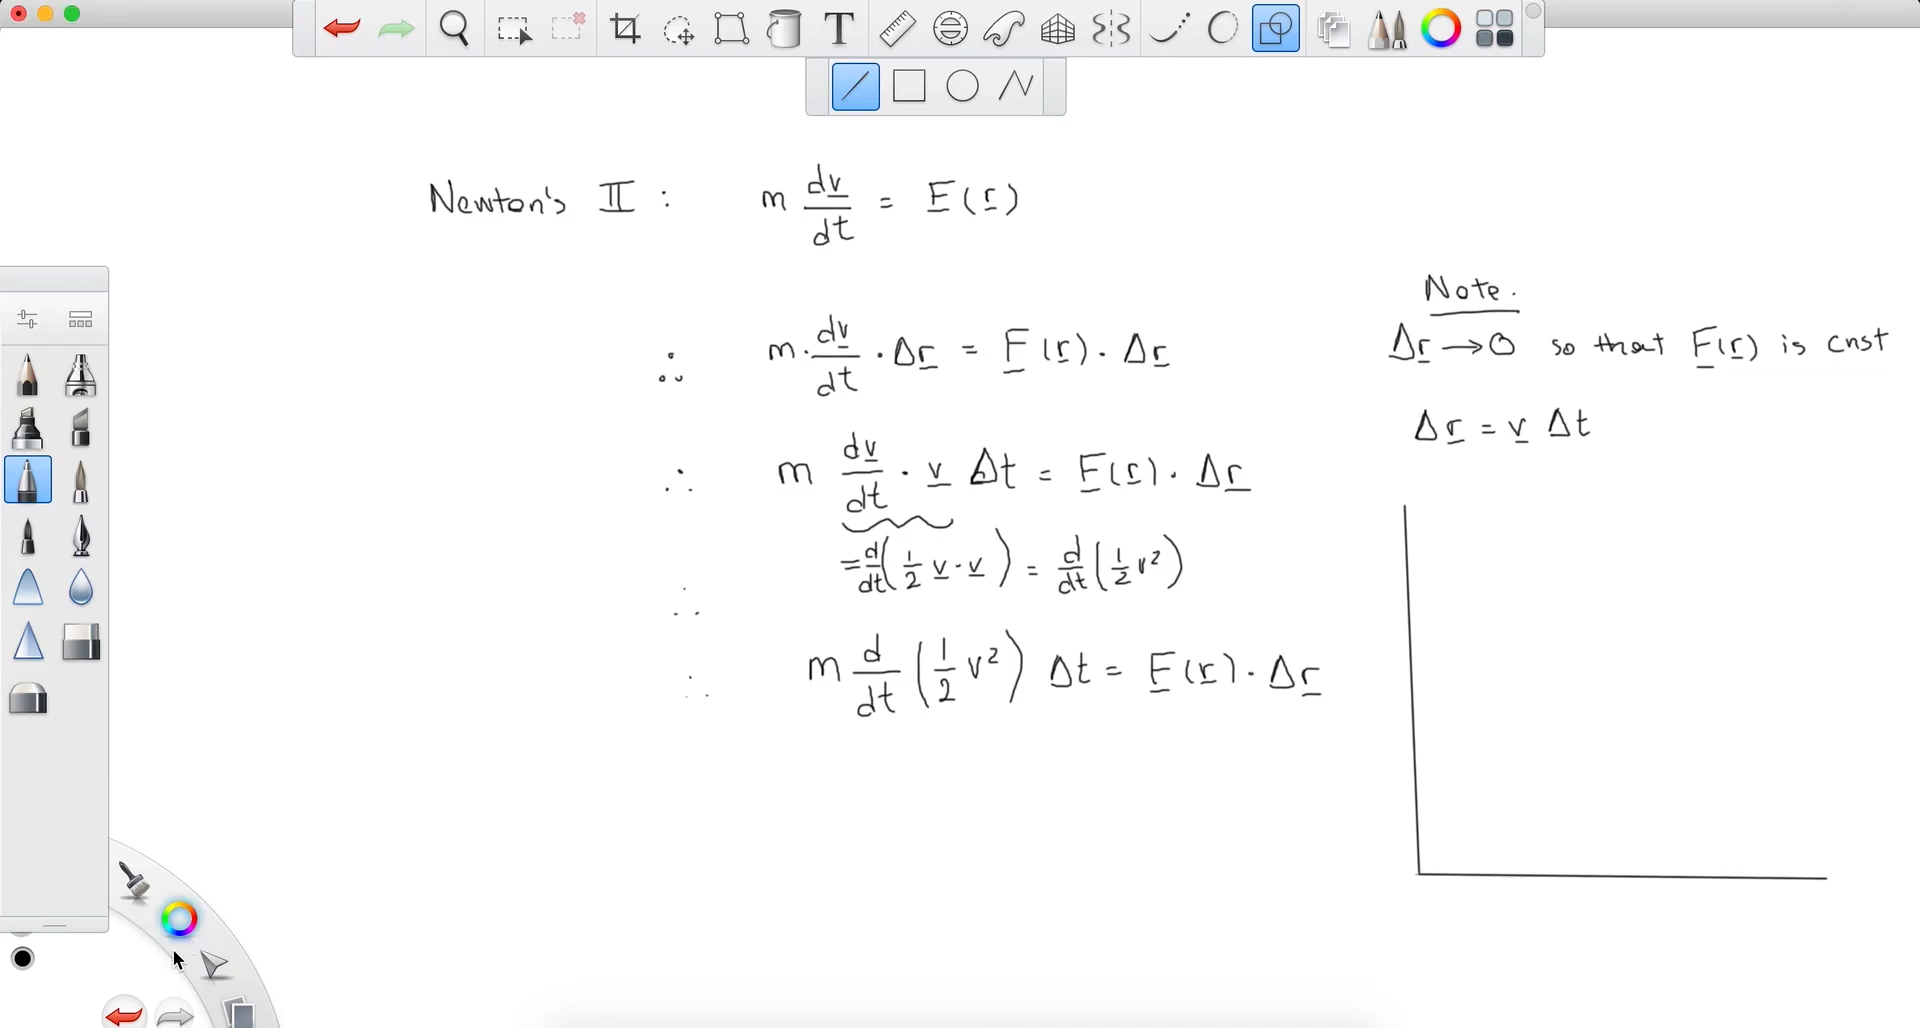 T
Newton's II : m dv/dt = F(r)
∴ m · dv/dt · Δr = F(r) · Δr
∴ m dv/dt · v Δt = F(r) · Δr
= d/dt(1/2 v · v) = d/dt(1/2 v²)
∴ m d/dt (1/2 v²) Δt = F(r) · Δr
Note.
Δr → 0 so that F(r) is cnst
Δr = v Δt